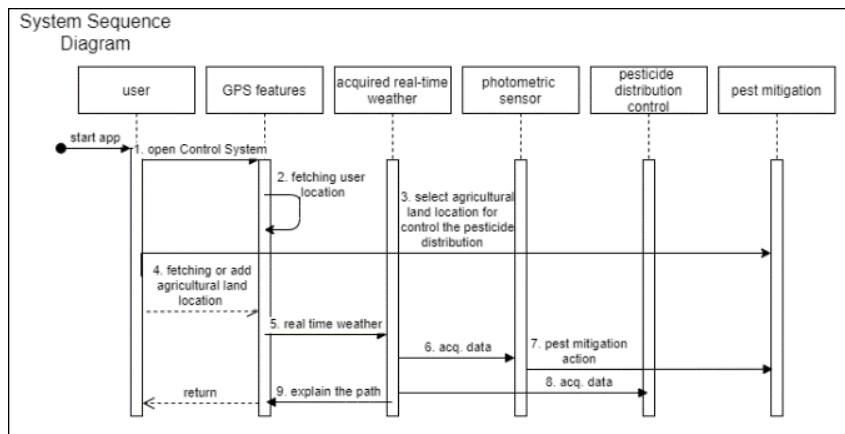 System Sequence
Diagram
user
GPS features
acquired real-time
weather
photometric
sensor
pesticide
distribution
control
pest mitigation
start app
1. open Control System
2. fetching user
location
3. select agricultural
land location for
control the pesticide
distribution
4. fetching or add
agricultural land
location
5. real time weather
6. acq. data
7. pest mitigation
action
8. acq. data
9. explain the path
return